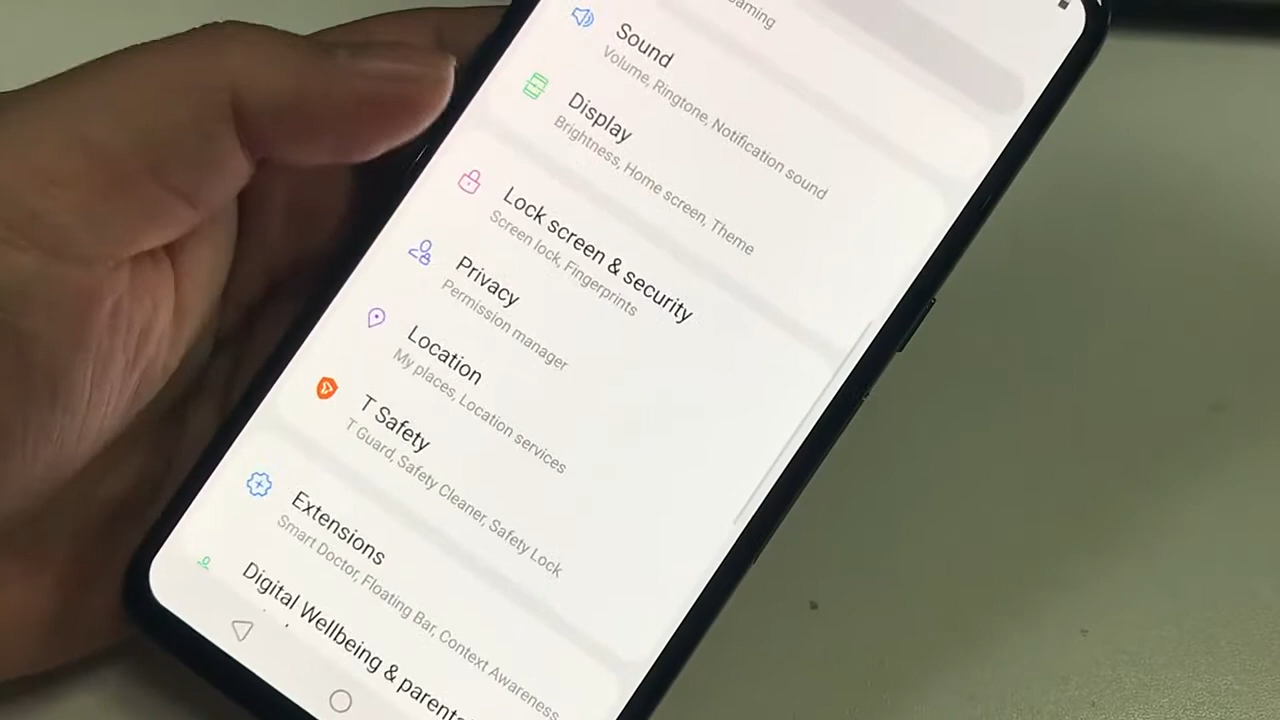 Sound
Volume, Ringtone, Notification sound
Display
Brightness, Home screen, Theme
Lock screen & security
Screen lock, Fingerprints
Privacy
Permission manager
Location
My places, Location services
T Safety
T Guard, Safety Cleaner, Safety Lock
Extensions
Smart Doctor, Floating Bar, Context Awareness
Digital Wellbeing &